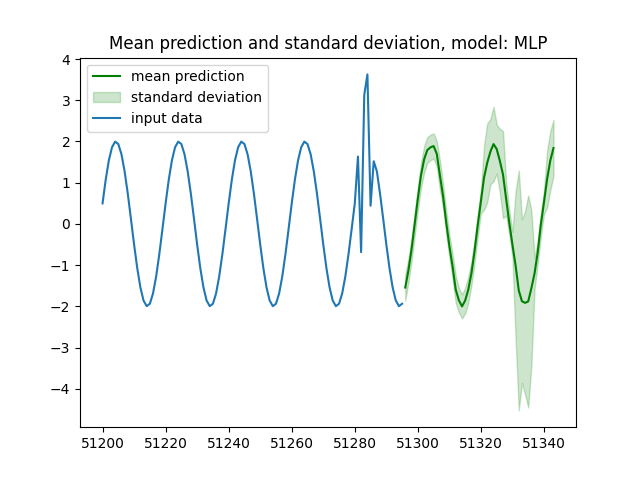 Mean prediction and standard deviation, model: MLP
mean prediction
standard deviation
input data
4
3
2
1
0
−1
−2
−3
−4
51200 51220 51240 51260 51280 51300 51320 51340